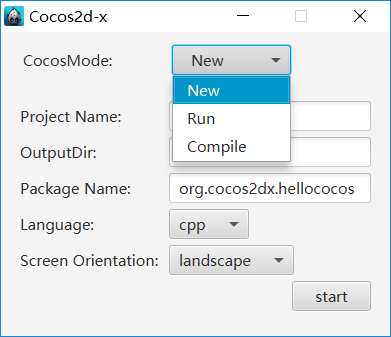 Cocos2d-x
CocosMode: New
New
Project Name:
Run
OutputDir:
Compile
Package Name: org.cocos2dx.hellococos
Language: cpp
Screen Orientation: landscape
start